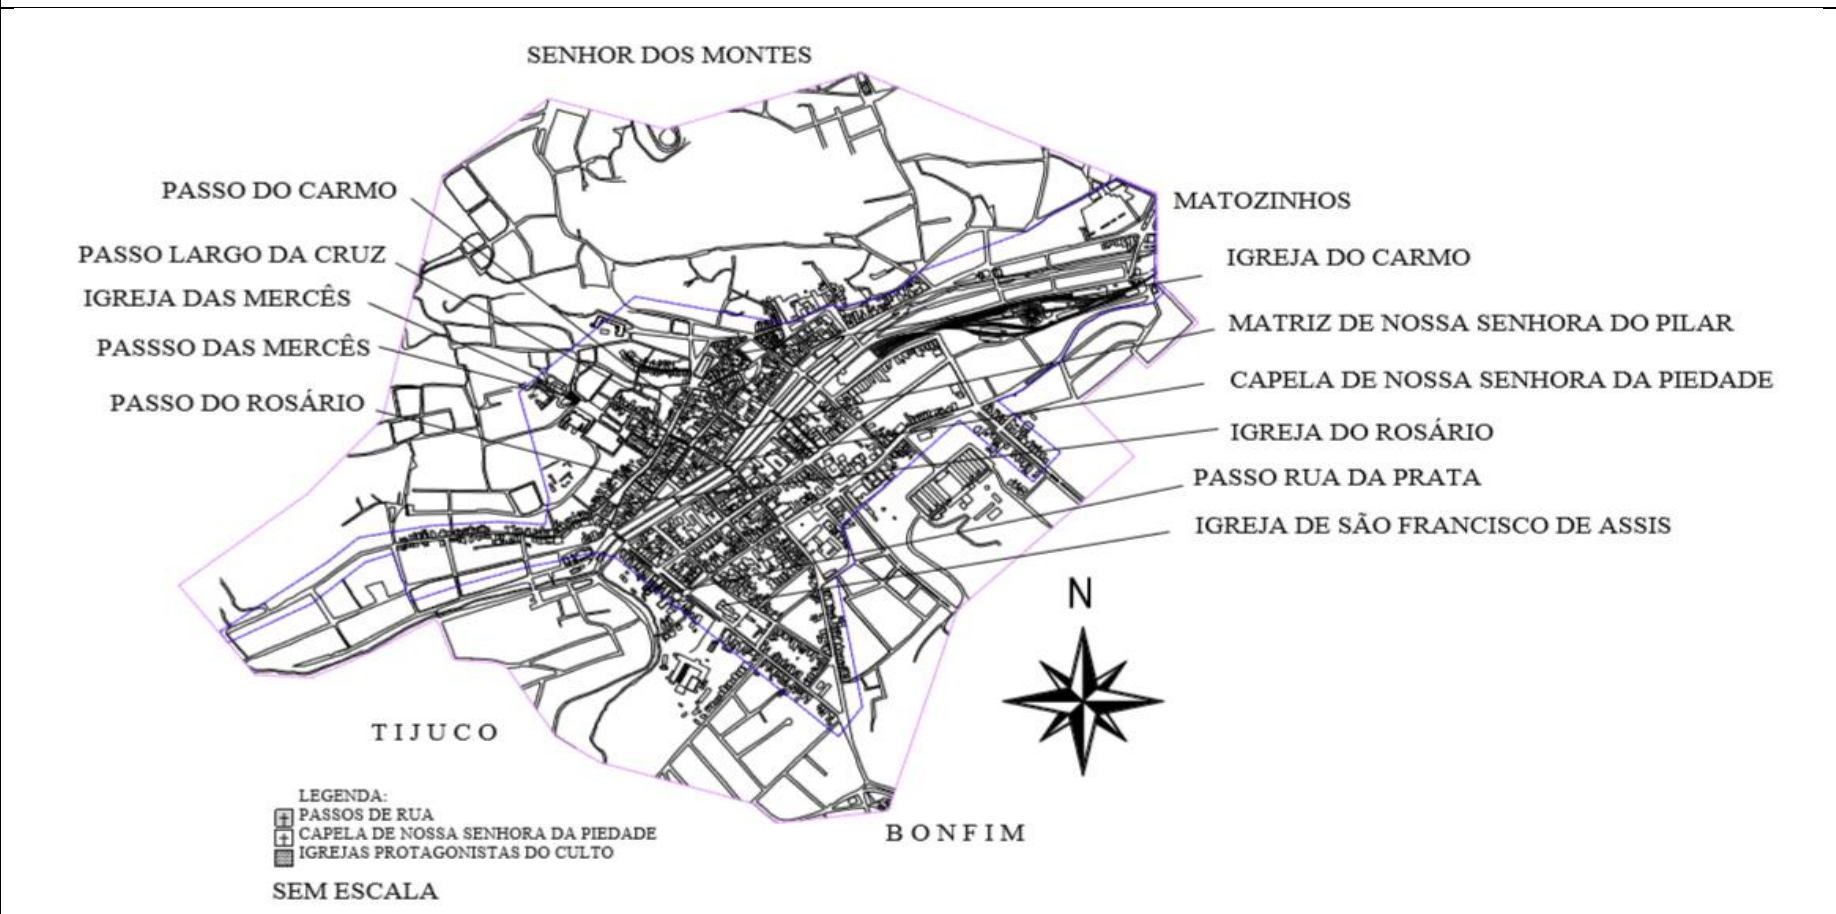 SENHOR DOS MONTES
PASSO DO CARMO
MATOZINHOS
PASSO LARGO DA CRUZ
IGREJA DO CARMO
IGREJA DAS MERCÊS
MATRIZ DE NOSSA SENHORA DO PILAR
PASSSO DAS MERCÊS
CAPELA DE NOSSA SENHORA DA PIEDADE
PASSO DO ROSÁRIO
IGREJA DO ROSÁRIO
PASSO RUA DA PRATA
IGREJA DE SÃO FRANCISCO DE ASSIS
N
TIJUCO
BONFIM
LEGENDA:
PASSOS DE RUA
CAPELA DE NOSSA SENHORA DA PIEDADE
IGREJAS PROTAGONISTAS DO CULTO
SEM ESCALA